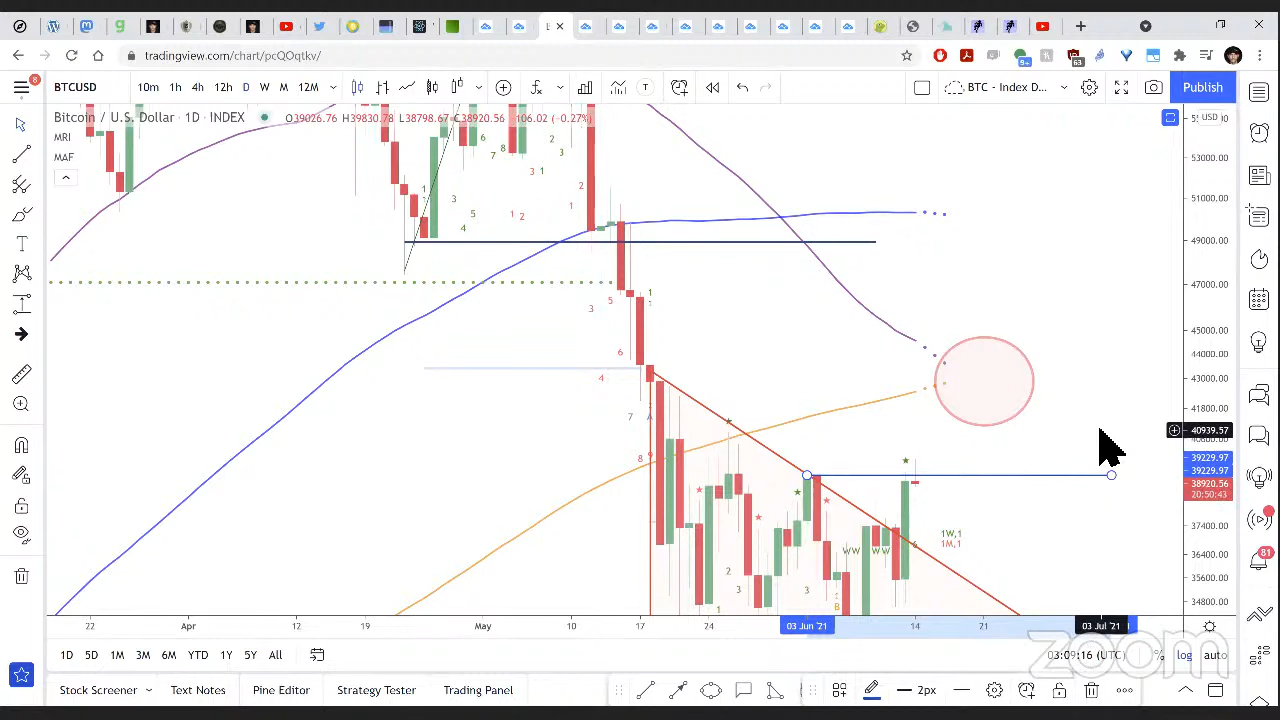 tradingview.com/chart/ncOOqtkv/
BTCUSD 10m 1h 4h 12h D W M 12M
BTC - Index D...
Publish
Bitcoin / U.S. Dollar · 1D · INDEX O39026.76 H39830.78 L38798.67
106.02 (−0.27%)
USD
MRI
MAF
53000.00
51000.00
49000.00
47000.00
45000.00
44000.00
43000.00
41800.00
40939.57
39229.97
39229.97
38920.56
20:50:43
37400.00
36400.00
35600.00
34800.00
1W,1
1M,1
WW WW
22 Apr 12 19 May 10 17 24 03 Jun '21 14 21 03 Jul '21
1D 5D 1M 3M 6M YTD 1Y 5Y All
03:09:16 (UTC) % log auto
zoom
Stock Screener Text Notes Pine Editor Strategy Tester Trading Panel
2px